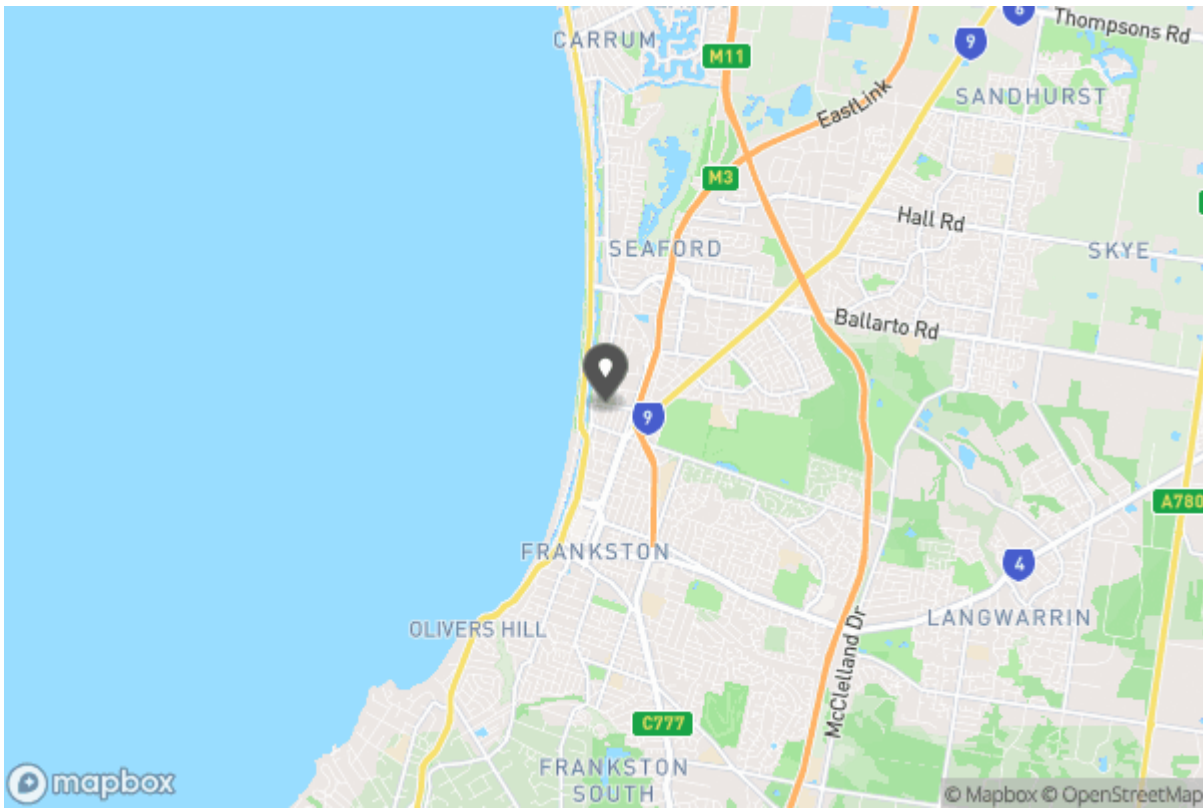 CARRUM
8
Thompsons Rd
M11
9
EastLink
SANDHURST
M3
Hall Rd
SEAFORD
SKYE
Ballarto Rd
9
A780
FRANKSTON
4
OLIVERS HILL
LANGWARRIN
McClelland Dr
C777
FRANKSTON
SOUTH
mapbox
© Mapbox © OpenStreetMap